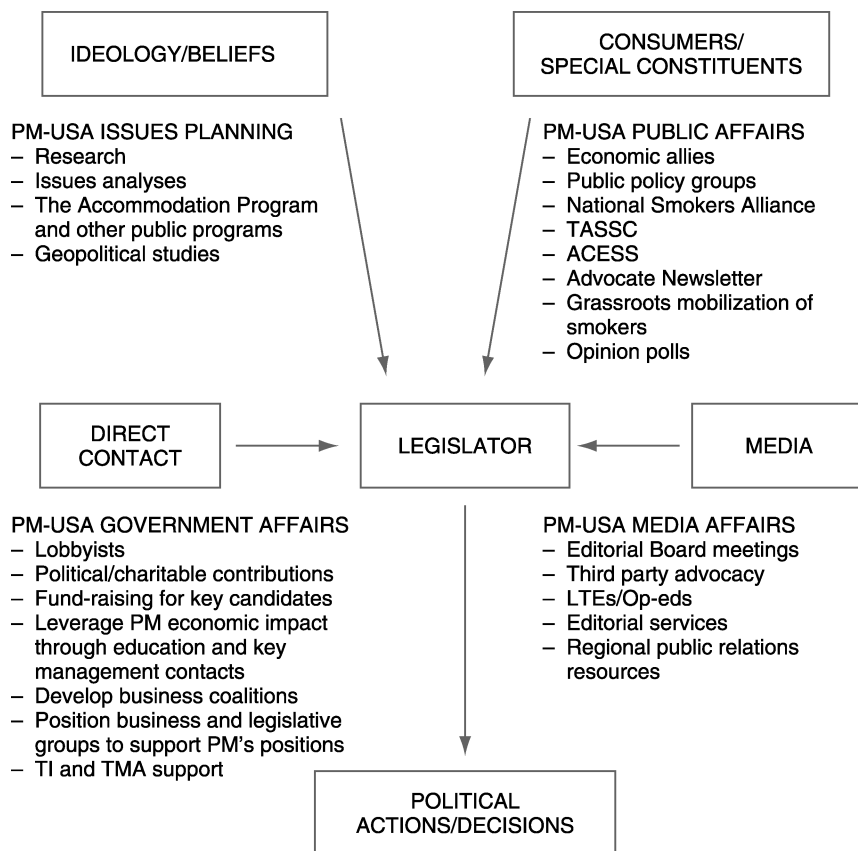 IDEOLOGY/BELIEFS
CONSUMERS/
SPECIAL CONSTITUENTS
PM-USA ISSUES PLANNING
– Research
– Issues analyses
– The Accommodation Program
and other public programs
– Geopolitical studies
PM-USA PUBLIC AFFAIRS
– Economic allies
– Public policy groups
– National Smokers Alliance
– TASSC
– ACESS
– Advocate Newsletter
– Grassroots mobilization of
smokers
– Opinion polls
DIRECT
CONTACT
LEGISLATOR
MEDIA
PM-USA GOVERNMENT AFFAIRS
– Lobbyists
– Political/charitable contributions
– Fund-raising for key candidates
– Leverage PM economic impact
through education and key
management contacts
– Develop business coalitions
– Position business and legislative
groups to support PM's positions
– TI and TMA support
PM-USA MEDIA AFFAIRS
– Editorial Board meetings
– Third party advocacy
– LTEs/Op-eds
– Editorial services
– Regional public relations
resources
POLITICAL
ACTIONS/DECISIONS